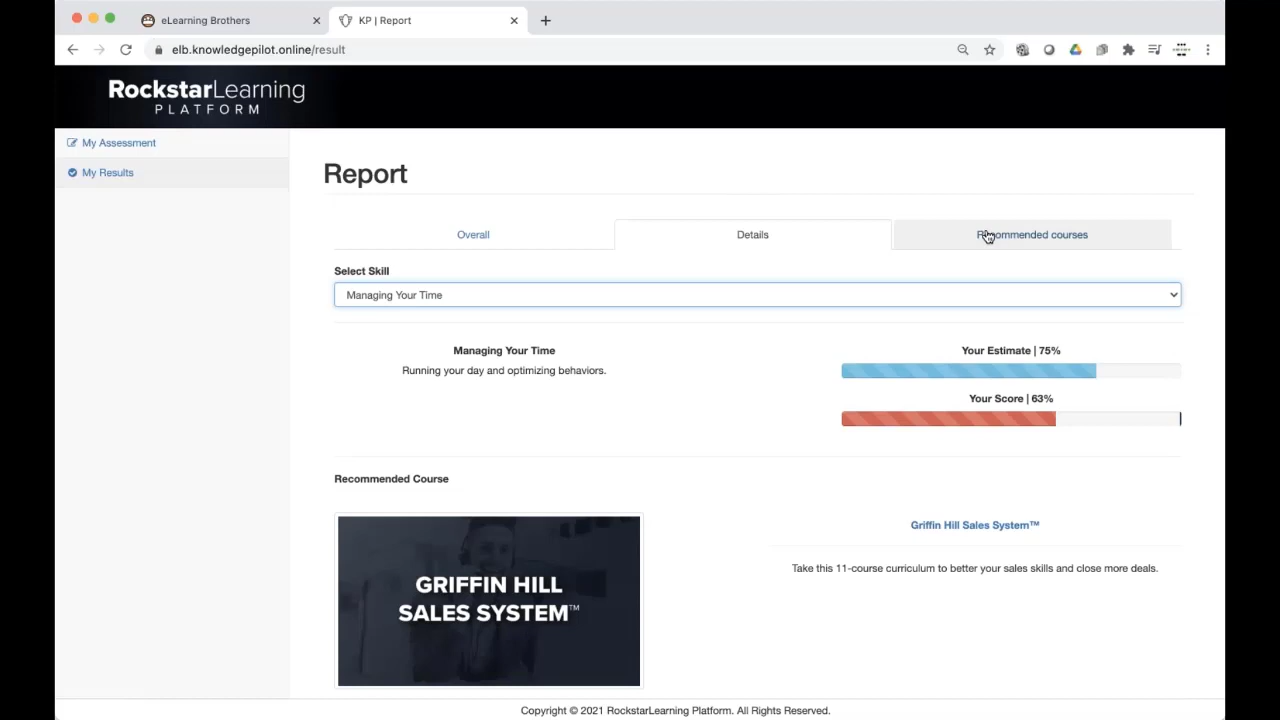 eLearning Brothers
KP | Report
elb.knowledgepilot.online/result
RockstarLearning
PLATFORM
My Assessment
My Results
Report
Overall
Details
Recommended courses
Select Skill
Managing Your Time
Managing Your Time
Running your day and optimizing behaviors.
Your Estimate | 75%
Your Score | 63%
Recommended Course
GRIFFIN HILL
SALES SYSTEM™
Griffin Hill Sales System™
Take this 11-course curriculum to better your sales skills and close more deals.
Copyright © 2021 RockstarLearning Platform. All Rights Reserved.